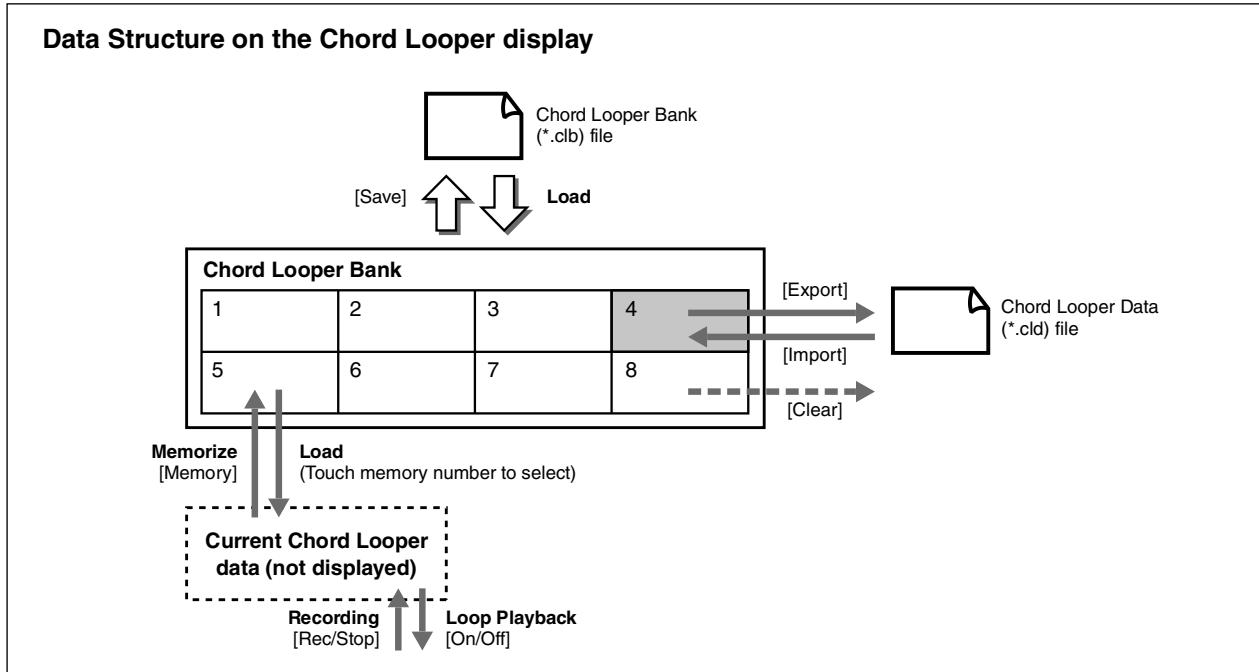 Data Structure on the Chord Looper display
Chord Looper Bank
(*.clb) file
[Save]
Load
Chord Looper Bank
1
2
3
4
[Export]
Chord Looper Data
(*.cld) file
[Import]
5
6
7
8
[Clear]
Memorize
[Memory]
Load
(Touch memory number to select)
Current Chord Looper
data (not displayed)
Recording
[Rec/Stop]
Loop Playback
[On/Off]